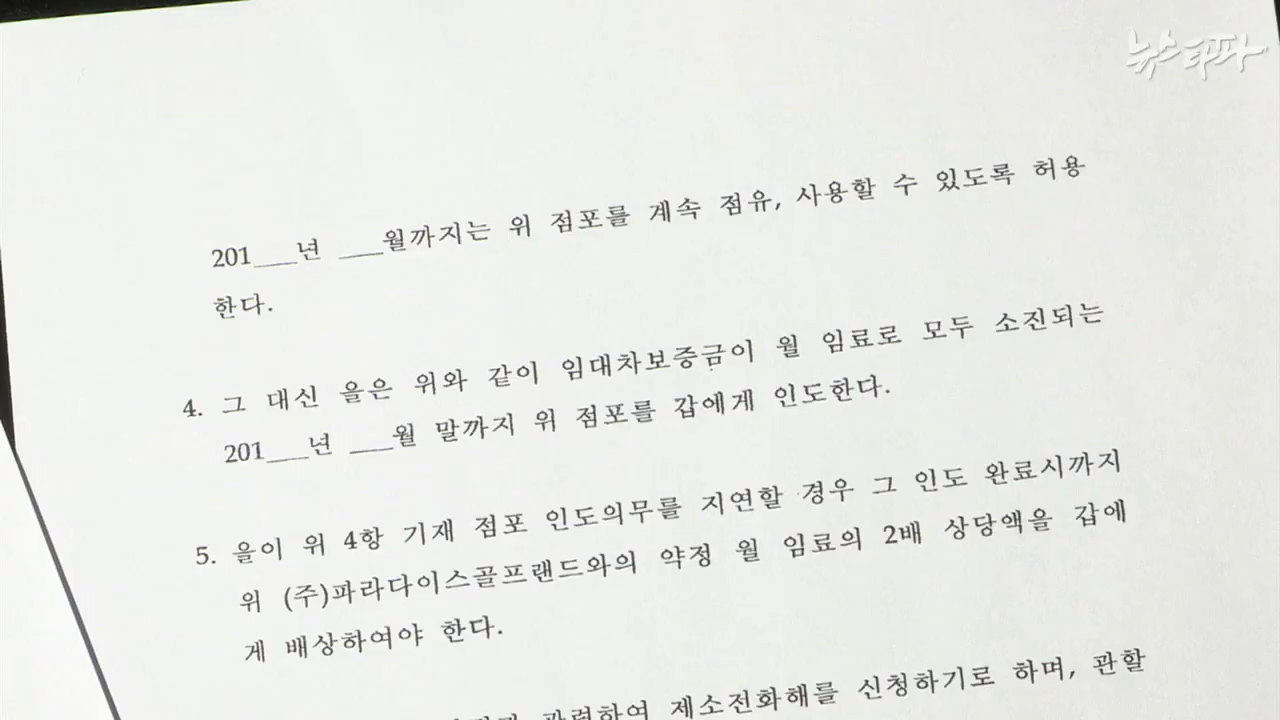 뉴스타파
201___년 ___월까지는 위 점포를 계속 점유, 사용할 수 있도록 허용
한다.
4. 그 대신 을은 위와 같이 임대차보증금이 월 임료로 모두 소진되는
201___년 ___월 말까지 위 점포를 갑에게 인도한다.
5. 을이 위 4항 기재 점포 인도의무를 지연할 경우 그 인도 완료시까지
위 (주)파라다이스골프랜드와의 약정 월 임료의 2배 상당액을 갑에
게 배상하여야 한다.
관련하여 제소전화해를 신청하기로 하며, 관할